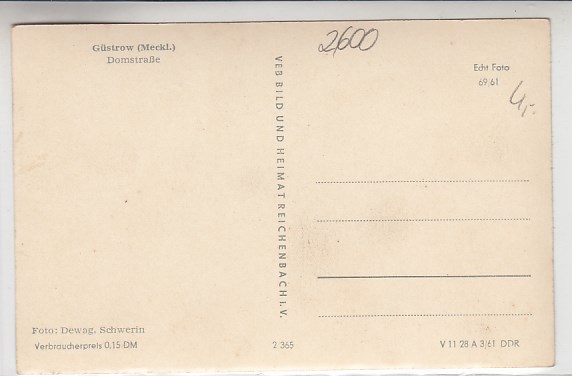 Güstrow (Meckl.)
Domstraße
2600
Echt Foto
69/61
4,-
VEB BILD UND HEIMAT REICHENBACH I. V.
Foto: Dewag, Schwerin
Verbraucherpreis 0,15 DM
2 365
V 11 28 A 3/61 DDR